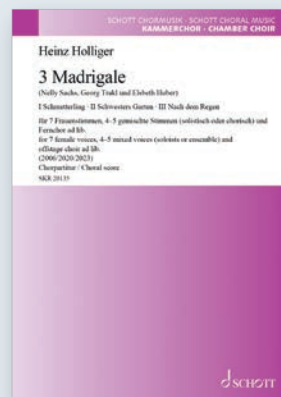 SCHOTT CHORMUSIK · SCHOTT CHORAL MUSIC
KAMMERCHOR · CHAMBER CHOIR
Heinz Holliger
3 Madrigale
(Nelly Sachs, Georg Trakl und Elsbeth Huber)
I Schmetterling · II Schwesters Garten · III Nach dem Regen
für 7 Frauenstimmen, 4–5 gemischte Stimmen (solistisch oder chorisch) und
Fernchor ad lib.
for 7 female voices, 4–5 mixed voices (soloists or ensemble) and
offstage choir ad lib.
(2006/2020/2023)
Chorpartitur / Choral score
SKR 20135
SCHOTT